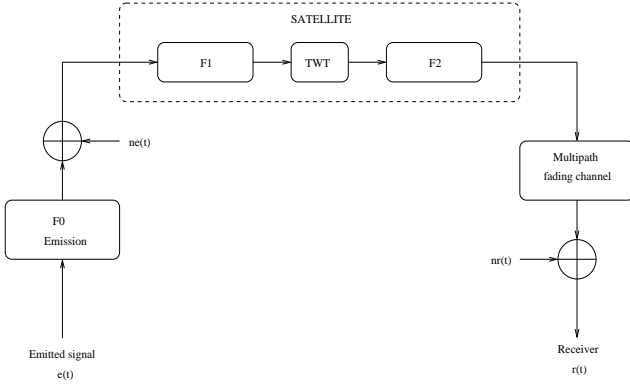 SATELLITE
F1
TWT
F2
ne(t)
Multipath
fading channel
F0
Emission
nr(t)
Emitted signal
e(t)
Receiver
r(t)